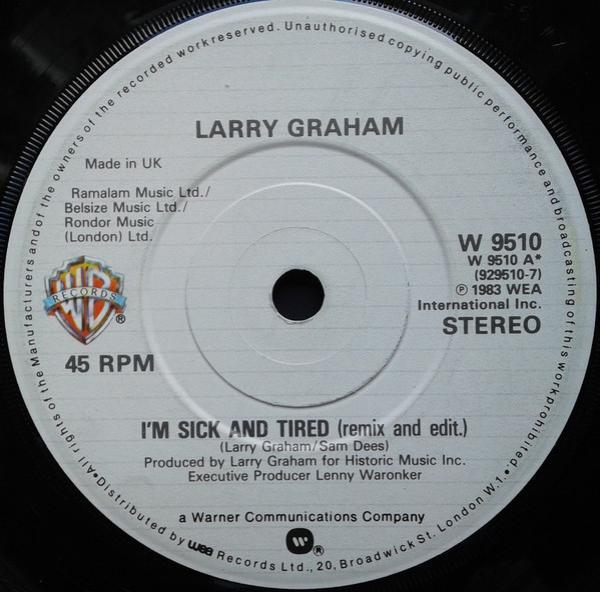 • All rights of the Manufacturers and of the owners of the recorded work reserved. Unauthorised copying public performance and broadcasting of this work prohibited. •
LARRY GRAHAM
Made in UK
Ramalam Music Ltd./
Belsize Music Ltd./
Rondor Music
(London) Ltd.
W 9510
W 9510 A*
(929510-7)
℗ 1983 WEA
International Inc.
STEREO
WB
RECORDS
®
45 RPM
I'M SICK AND TIRED (remix and edit.)
(Larry Graham/Sam Dees)
Produced by Larry Graham for Historic Music Inc.
Executive Producer Lenny Waronker
a Warner Communications Company
W®
Distributed by wea Records Ltd., 20, Broadwick St. London W.1.